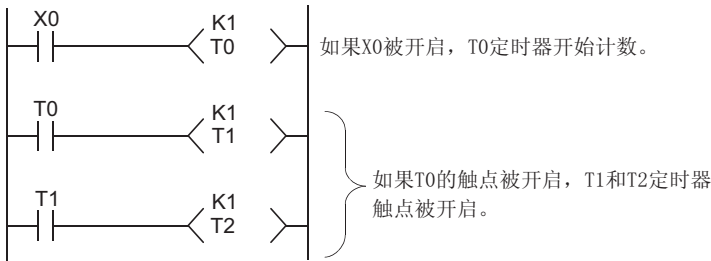 X0
K1
T0
如果X0被开启，T0定时器开始计数。
T0
K1
T1
如果T0的触点被开启，T1和T2定时器
触点被开启。
T1
K1
T2